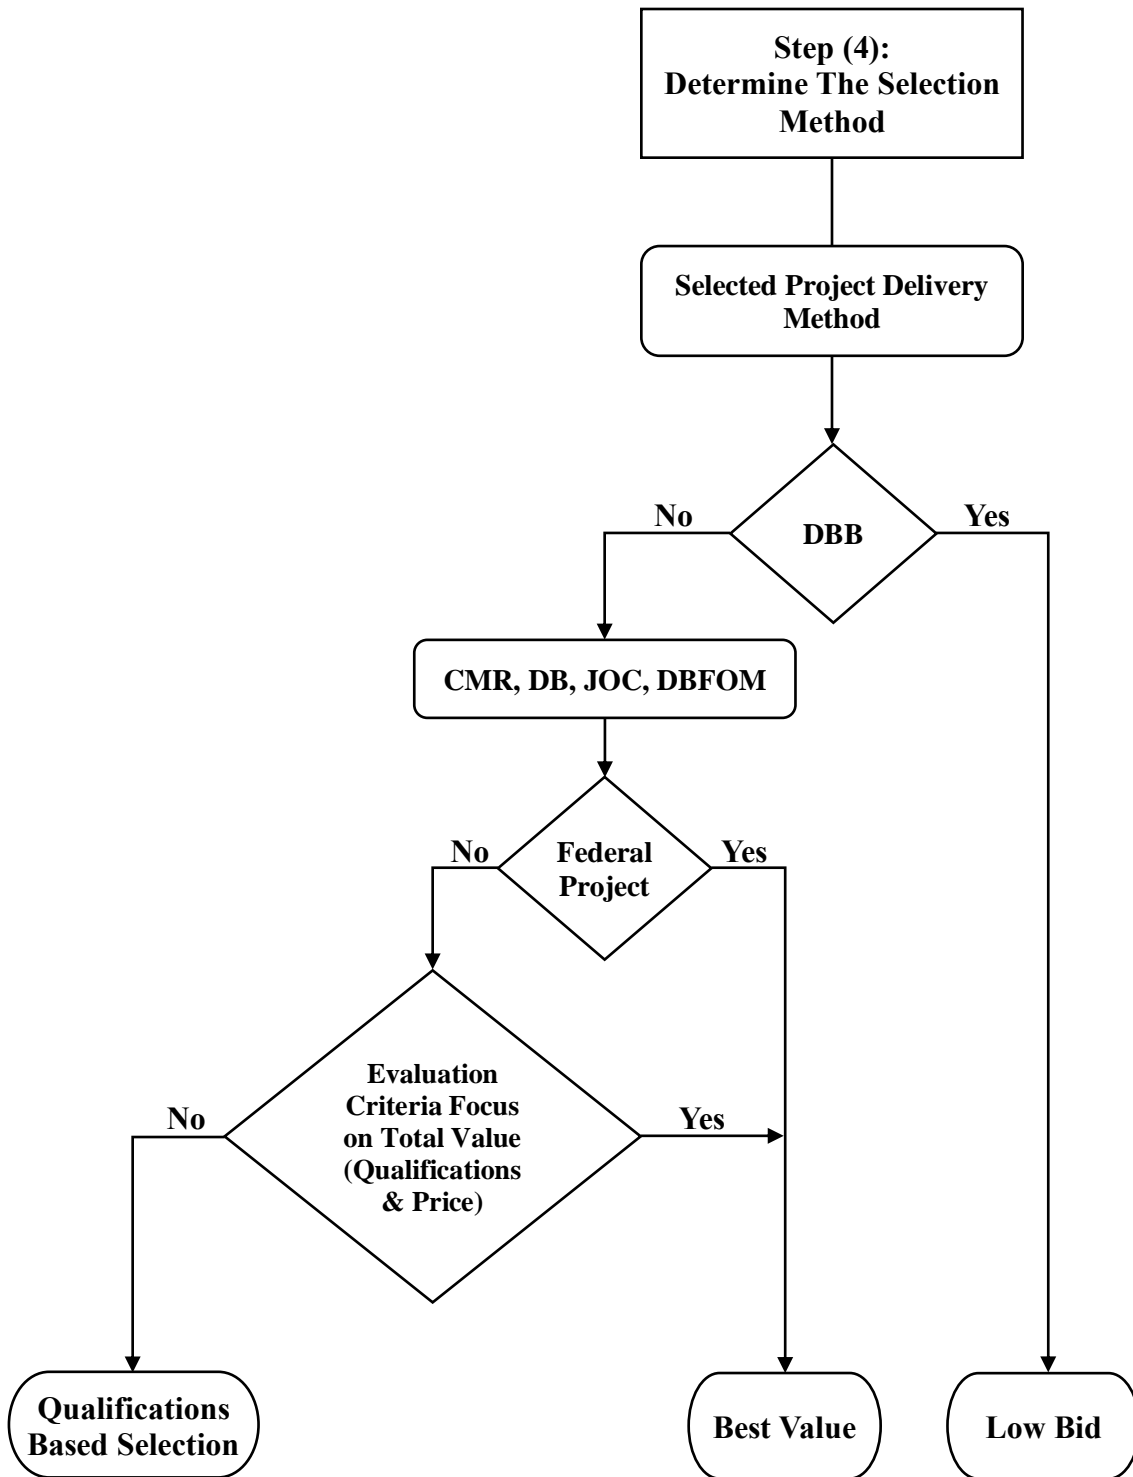 Step (4):
Determine The Selection
Method
Selected Project Delivery
Method
No
Yes
DBB
CMR, DB, JOC, DBFOM
No
Yes
Federal
Project
Evaluation
Criteria Focus
on Total Value
(Qualifications
& Price)
No
Yes
Qualifications
Based Selection
Best Value
Low Bid